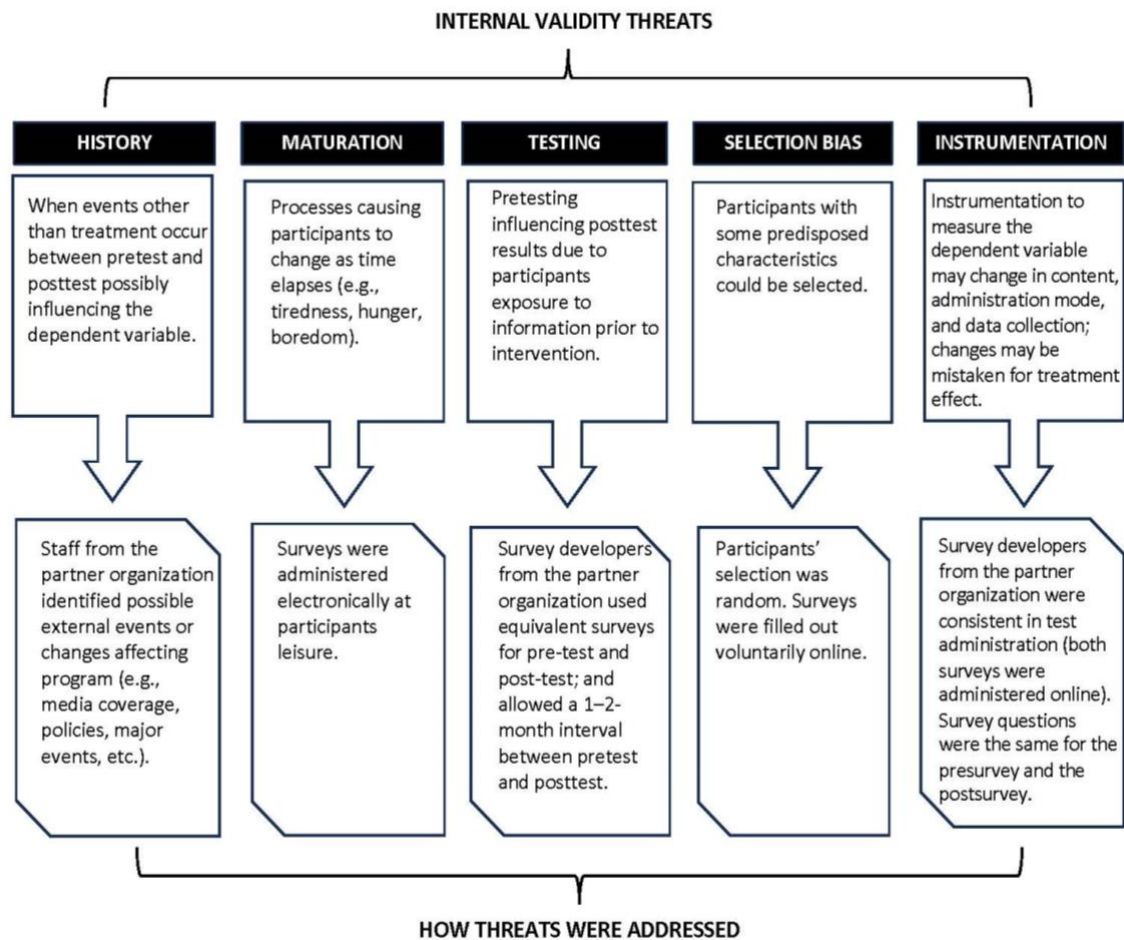 INTERNAL VALIDITY THREATS
HISTORY
When events other
than treatment occur
between pretest and
posttest possibly
influencing the
dependent variable.
Staff from the
partner organization
identified possible
external events or
changes affecting
program (e.g.,
media coverage,
policies, major
events, etc.).
MATURATION
Processes causing
participants to
change as time
elapses (e.g.,
tiredness, hunger,
boredom).
Surveys were
administered
electronically at
participants
leisure.
TESTING
Pretesting
influencing posttest
results due to
participants
exposure to
information prior to
intervention.
Survey developers
from the partner
organization used
equivalent surveys
for pre-test and
post-test; and
allowed a 1–2-
month interval
between pretest
and posttest.
SELECTION BIAS
Participants with
some predisposed
characteristics
could be selected.
Participants’
selection was
random. Surveys
were filled out
voluntarily online.
INSTRUMENTATION
Instrumentation to
measure the
dependent variable
may change in content,
administration mode,
and data collection;
changes may be
mistaken for treatment
effect.
Survey developers
from the partner
organization were
consistent in test
administration (both
surveys were
administered online).
Survey questions
were the same for the
presurvey and the
postsurvey.
HOW THREATS WERE ADDRESSED